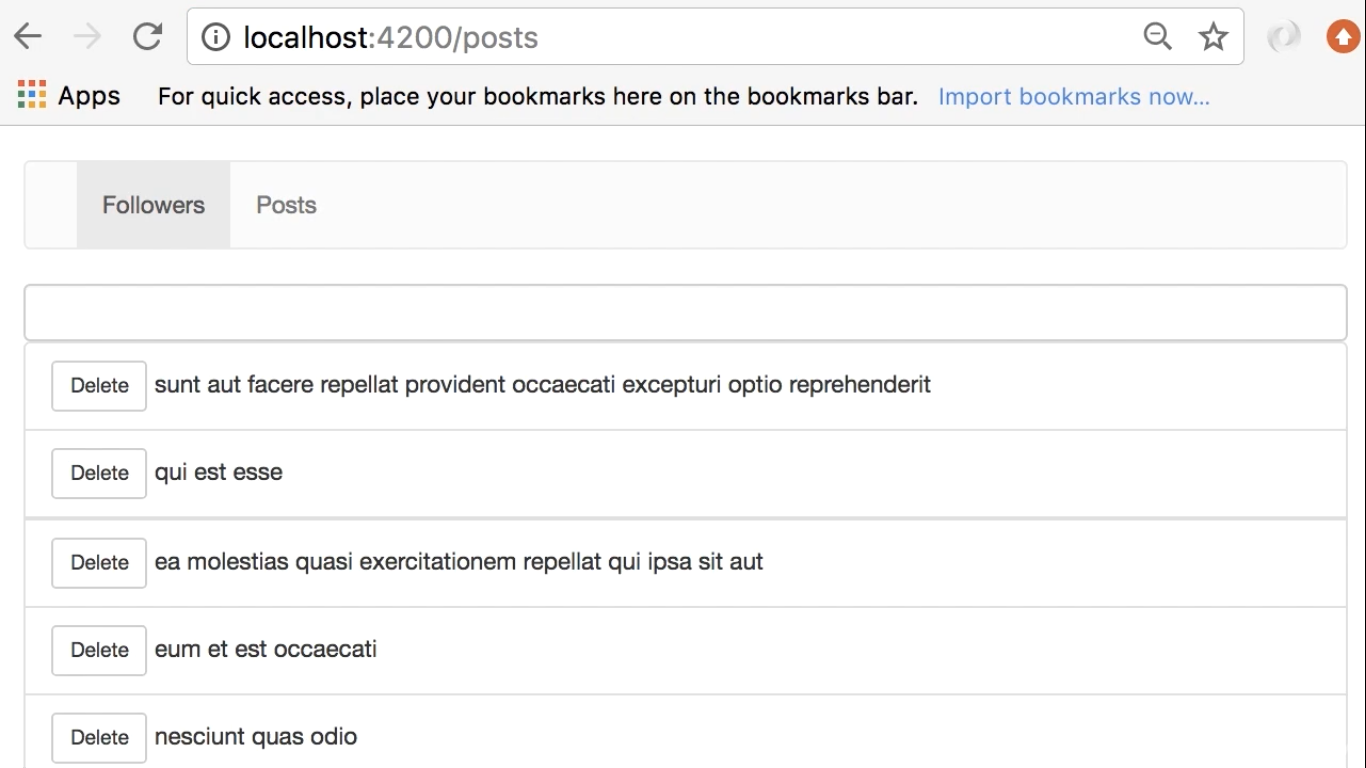 localhost:4200/posts
Apps For quick access, place your bookmarks here on the bookmarks bar. Import bookmarks now...
Followers Posts
Delete sunt aut facere repellat provident occaecati excepturi optio reprehenderit
Delete qui est esse
Delete ea molestias quasi exercitationem repellat qui ipsa sit aut
Delete eum et est occaecati
Delete nesciunt quas odio